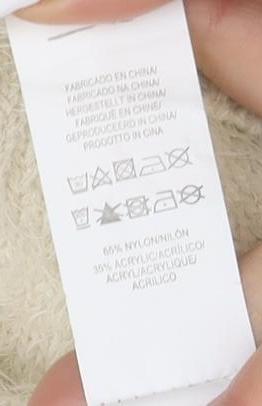 FABRICADO EN CHINA/
FABRICADO NA CHINA/
HERGESTELLT IN CHINA/
FABRIQUÉ EN CHINE/
GEPRODUCEERD IN CHINA/
PRODOTTO IN CINA
65% NYLON/NILÓN
35% ACRYLIC/ACRÍLICO/
ACRYL/ACRYLIQUE/
ACRILICO